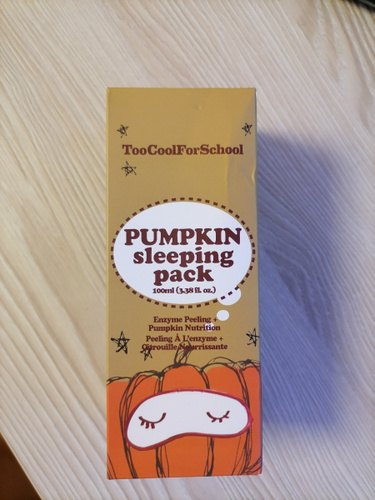 TooCoolForSchool
PUMPKIN
sleeping
pack
100ml (3.38 fl. oz.)
Enzyme Peeling +
Pumpkin Nutrition
Peeling À L'enzyme +
Citrouille Nourrissante